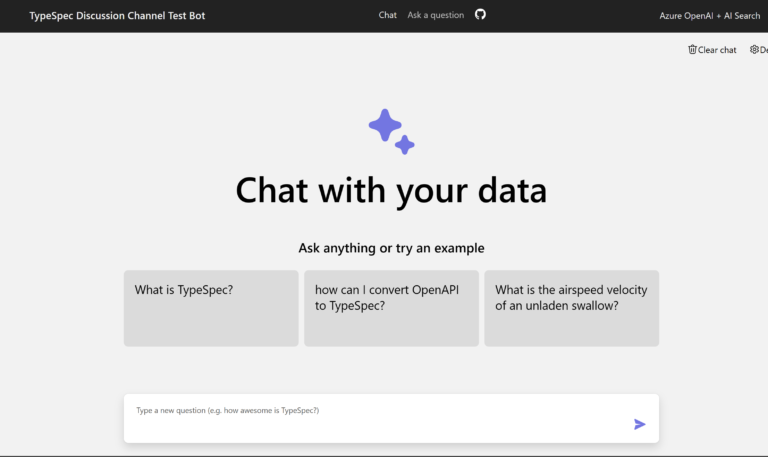 TypeSpec Discussion Channel Test Bot
Chat
Ask a question
Azure OpenAI + AI Search
Clear chat
De
Chat with your data
Ask anything or try an example
What is TypeSpec?
how can I convert OpenAPI
to TypeSpec?
What is the airspeed velocity
of an unladen swallow?
Type a new question (e.g. how awesome is TypeSpec?)